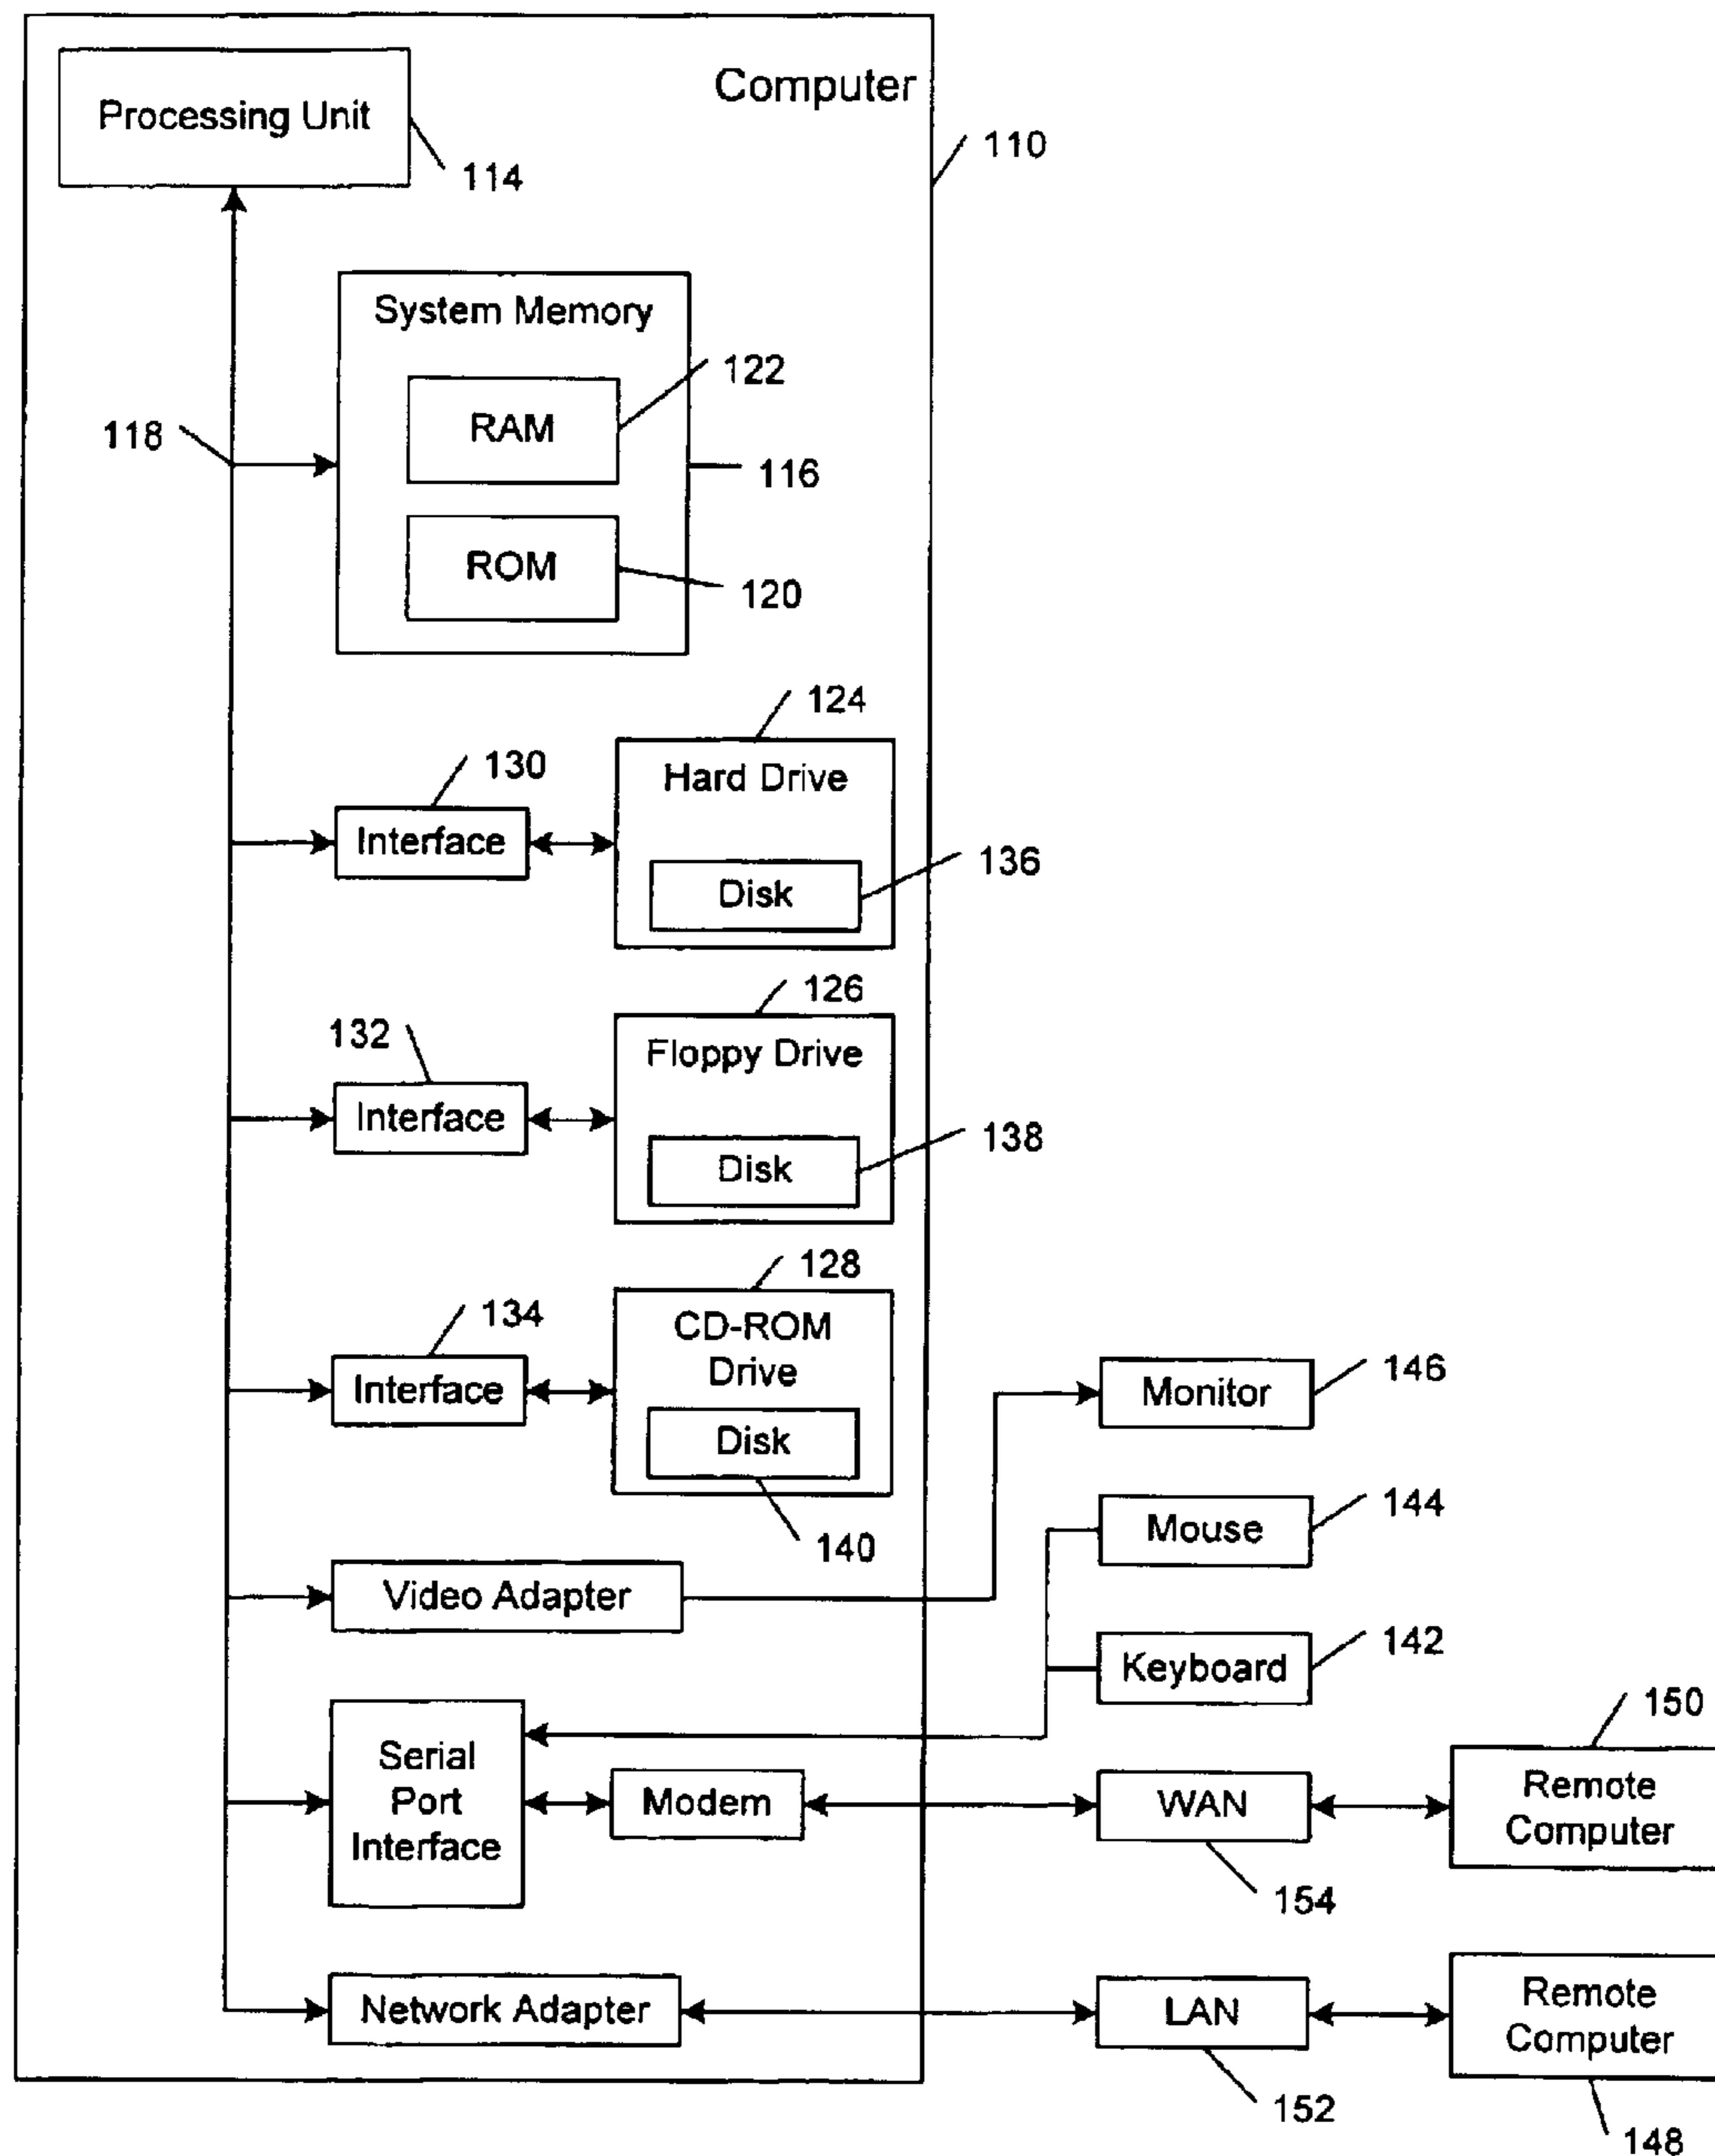 Computer
Processing Unit
110
114
System Memory
122
RAM
118
116
ROM
120
124
130
Hard Drive
Interface
136
Disk
126
132
Floppy Drive
Interface
138
Disk
128
134
CD-ROM
Drive
Interface
Disk
140
Monitor
146
Mouse
144
Video Adapter
Keyboard
142
150
Serial
Port
Interface
Modem
WAN
Remote
Computer
154
Network Adapter
LAN
Remote
Computer
152
148